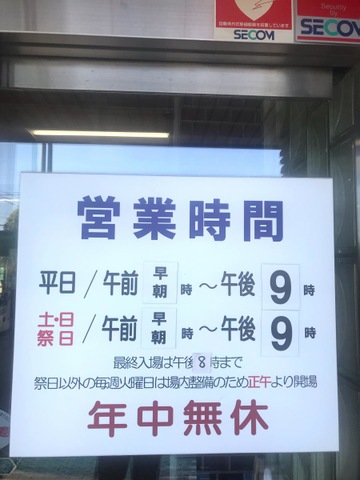 SECOM
Security by
SECOM
営業時間
平日/午前早朝時～午後9時
土・日祭日/午前早朝時～午後9時
最終入場は午後8時まで
祭日以外の毎週火曜日は場内整備のため正午より開場
年中無休